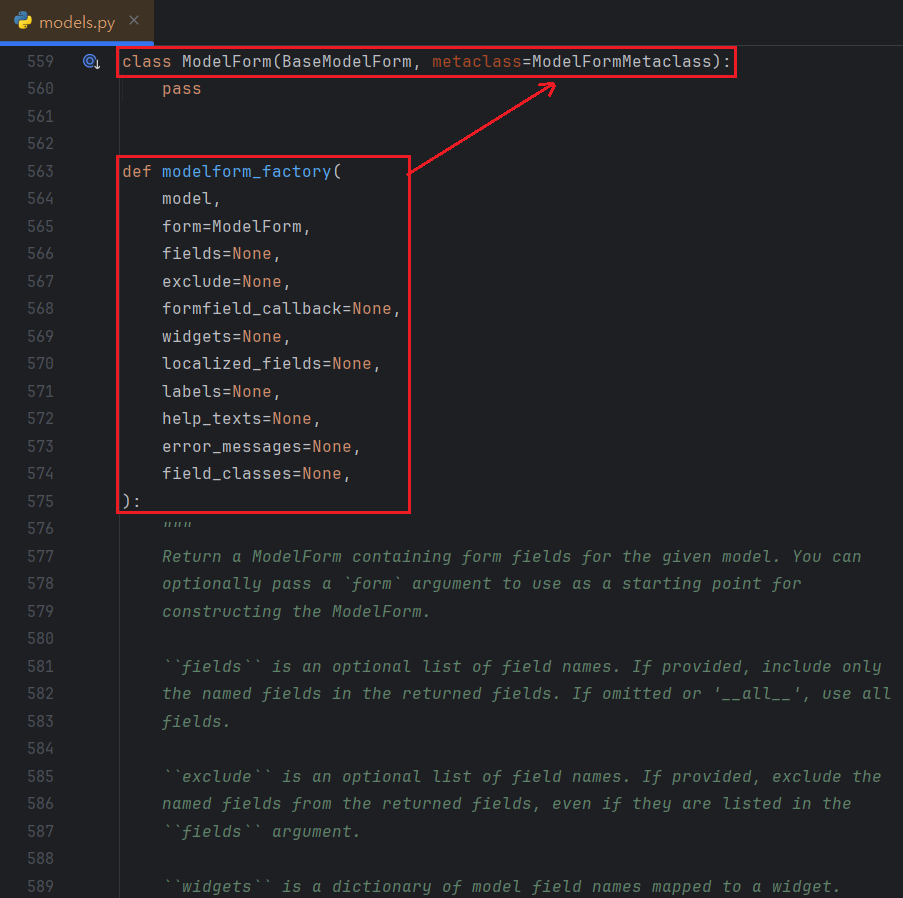 models.py ×
559 class ModelForm(BaseModelForm, metaclass=ModelFormMetaclass):
560     pass
561
562
563 def modelform_factory(
564     model,
565     form=ModelForm,
566     fields=None,
567     exclude=None,
568     formfield_callback=None,
569     widgets=None,
570     localized_fields=None,
571     labels=None,
572     help_texts=None,
573     error_messages=None,
574     field_classes=None,
575 ):
576     """
577     Return a ModelForm containing form fields for the given model. You can
578     optionally pass a `form` argument to use as a starting point for
579     constructing the ModelForm.
580
581     ``fields`` is an optional list of field names. If provided, include only
582     the named fields in the returned fields. If omitted or '__all__', use all
583     fields.
584
585     ``exclude`` is an optional list of field names. If provided, exclude the
586     named fields from the returned fields, even if they are listed in the
587     ``fields`` argument.
588
589     ``widgets`` is a dictionary of model field names mapped to a widget.